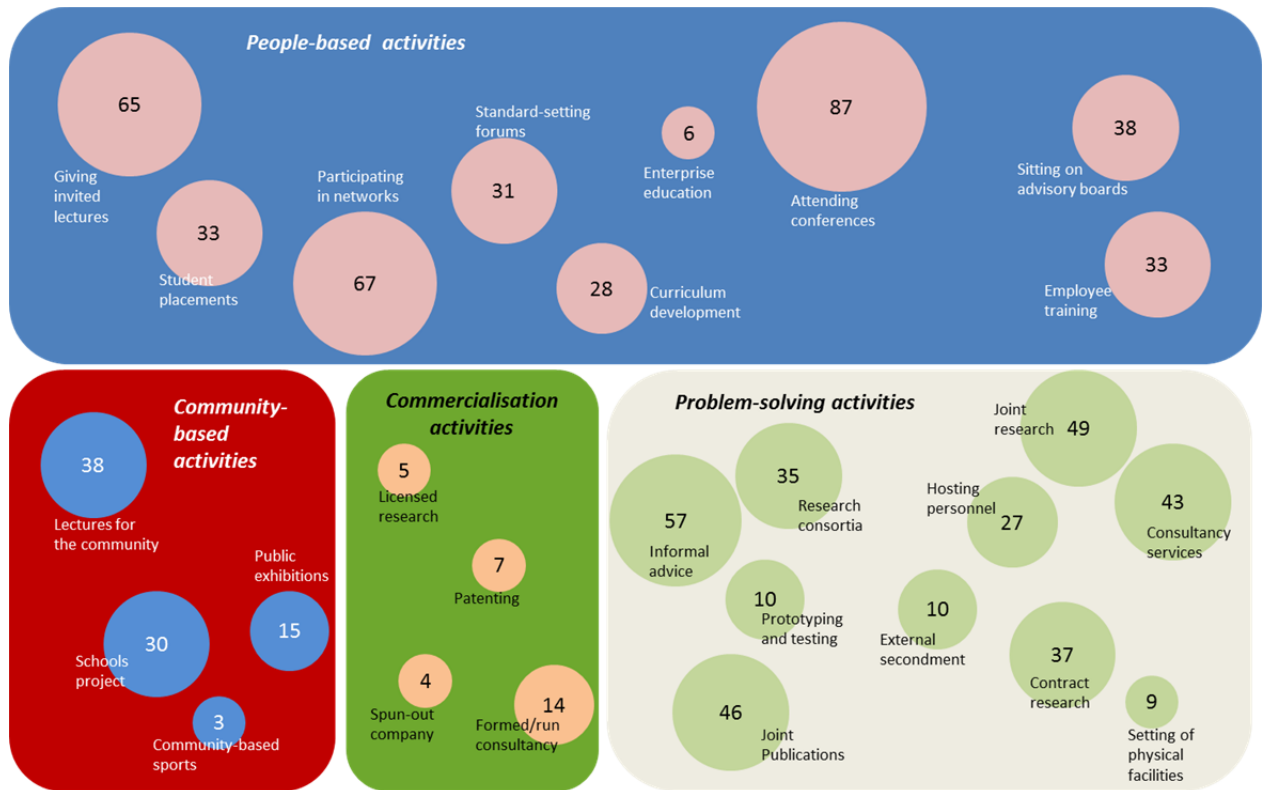 People-based activities
65
Giving
invited
lectures
33
Student
placements
Participating
in networks
67
Standard-setting
forums
31
28
Curriculum
development
6
Enterprise
education
87
Attending
conferences
38
Sitting on
advisory boards
33
Employee
training
Community-
based
activities
38
Lectures for
the community
Public
exhibitions
15
30
Schools
project
3
Community-based
sports
Commercialisation
activities
5
Licensed
research
7
Patenting
4
Spun-out
company
14
Formed/run
consultancy
Problem-solving activities
57
Informal
advice
35
Research
consortia
10
Prototyping
and testing
46
Joint
Publications
Joint
research
49
Hosting
personnel
27
43
Consultancy
services
10
External
secondment
37
Contract
research
9
Setting of
physical
facilities